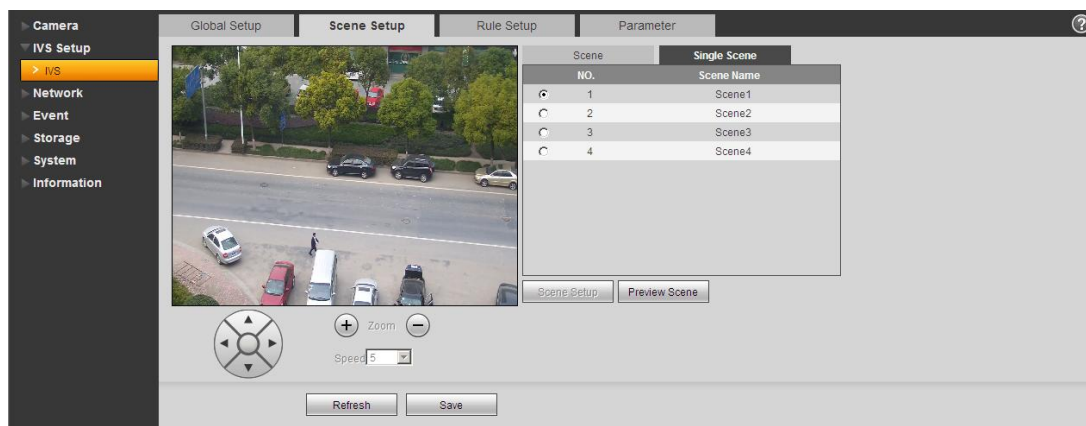 Camera
IVS Setup
IVS
Network
Event
Storage
System
Information
Global Setup
Scene Setup
Rule Setup
Parameter
?
Scene
Single Scene
NO. Scene Name
1 Scene1
2 Scene2
3 Scene3
4 Scene4
Scene Setup
Preview Scene
+ Zoom −
Speed 5
Refresh
Save